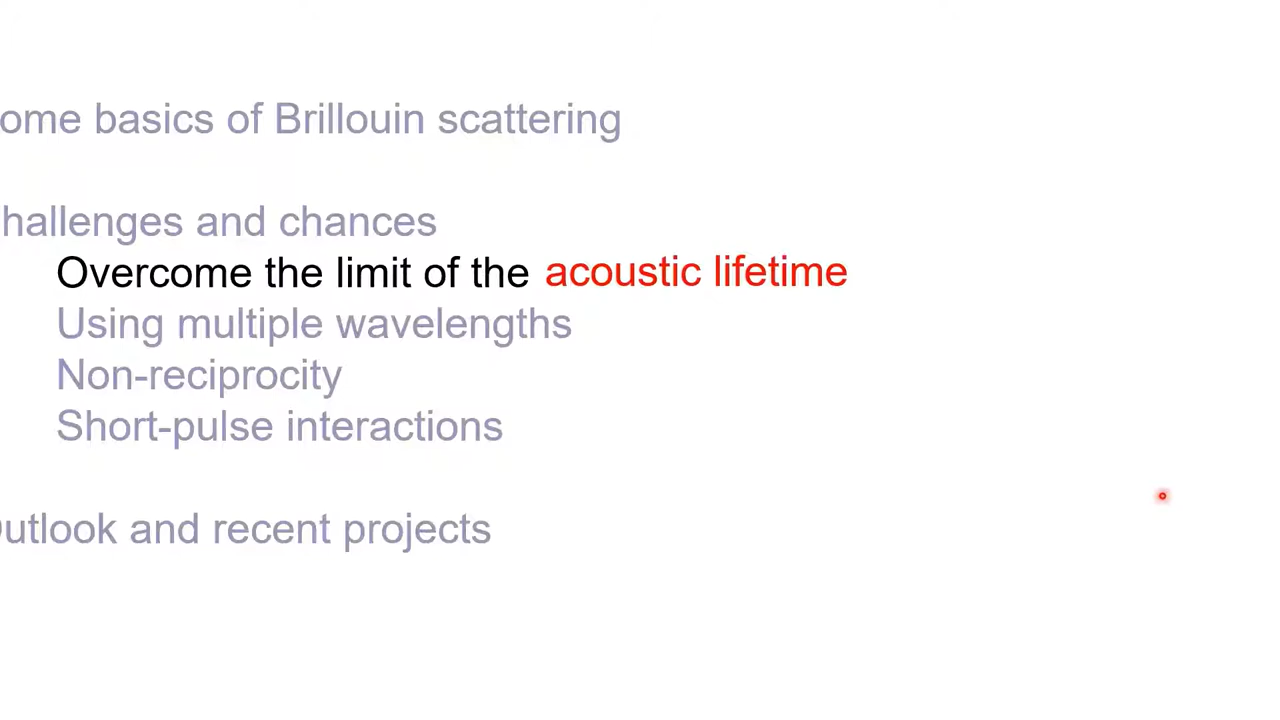 ome basics of Brillouin scattering
hallenges and chances
Overcome the limit of the acoustic lifetime
Using multiple wavelengths
Non-reciprocity
Short-pulse interactions
utlook and recent projects